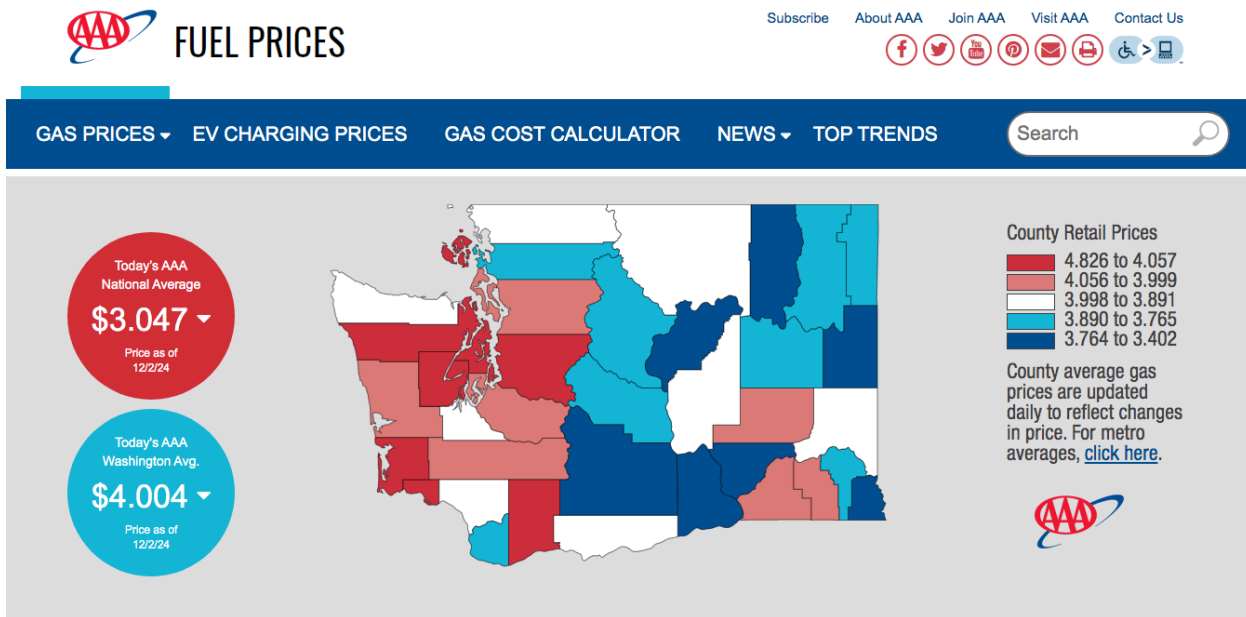 AAA
FUEL PRICES
Subscribe About AAA Join AAA Visit AAA Contact Us
You
Tube
GAS PRICES EV CHARGING PRICES GAS COST CALCULATOR NEWS TOP TRENDS Search
Today's AAA
National Average
$3.047
Price as of
12/2/24
Today's AAA
Washington Avg.
$4.004
Price as of
12/2/24
County Retail Prices
4.826 to 4.057
4.056 to 3.999
3.998 to 3.891
3.890 to 3.765
3.764 to 3.402
County average gas
prices are updated
daily to reflect changes
in price. For metro
averages, click here.
AAA